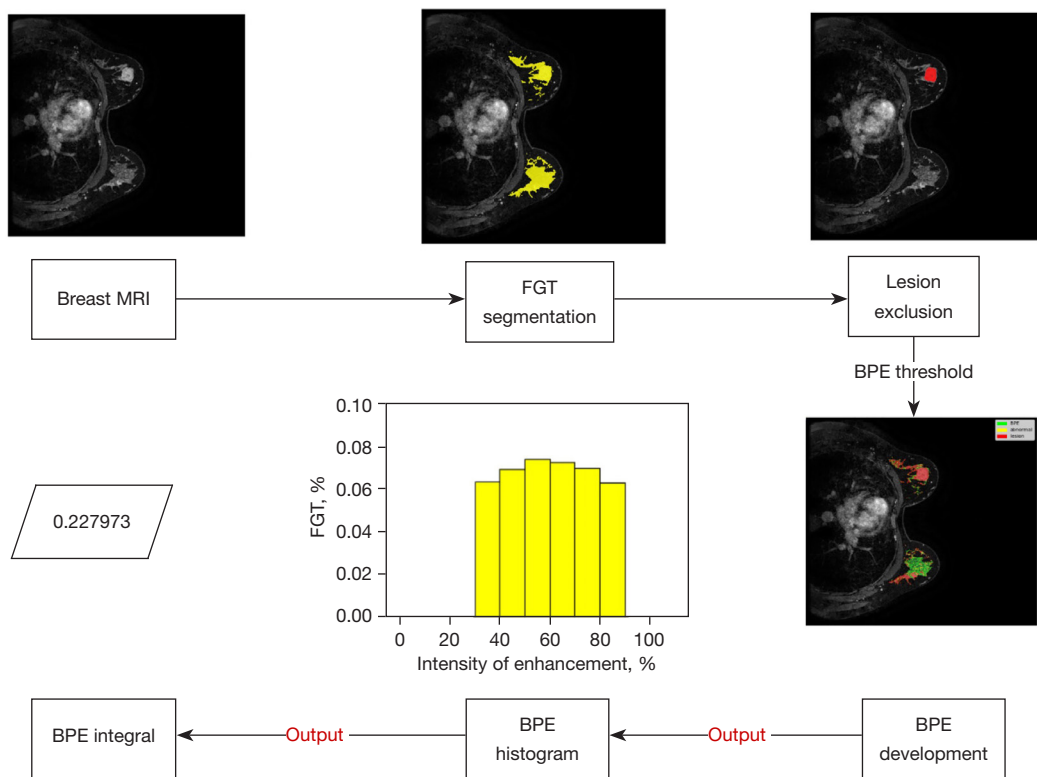 Breast MRI
FGT
segmentation
Lesion
exclusion
BPE threshold
BPE
abnormal
lesion
0.227973
FGT, %
0.10
0.08
0.06
0.04
0.02
0.00
0 20 40 60 80 100
Intensity of enhancement, %
BPE integral
Output
BPE
histogram
Output
BPE
development